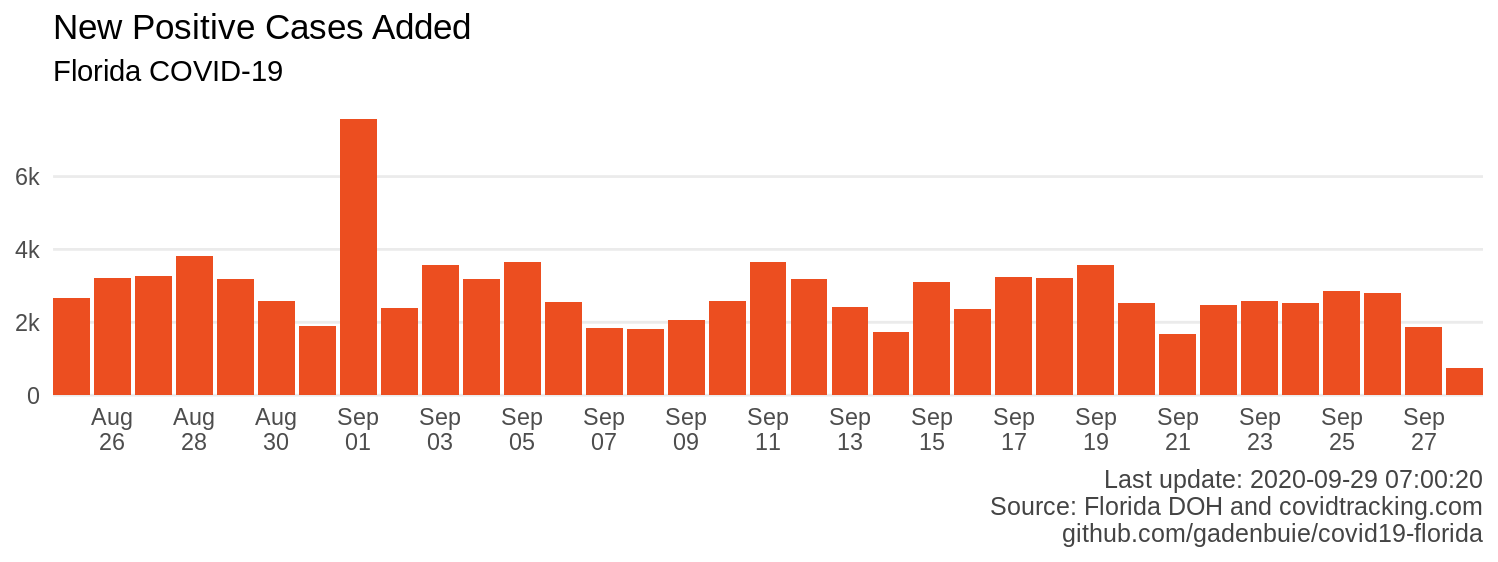 New Positive Cases Added
Florida COVID-19
6k
4k
2k
0
Aug Aug Aug Sep Sep Sep Sep Sep Sep Sep Sep Sep Sep Sep Sep Sep Sep
26 28 30 01 03 05 07 09 11 13 15 17 19 21 23 25 27
Last update: 2020-09-29 07:00:20
Source: Florida DOH and covidtracking.com
github.com/gadenbuie/covid19-florida